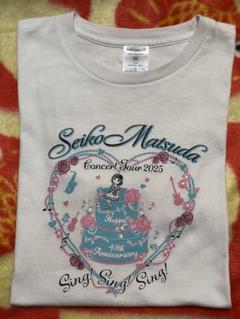 Seiko Matsuda
Concert Tour 2025
Happy
45th
Anniversary
Sing! Sing! Sing!